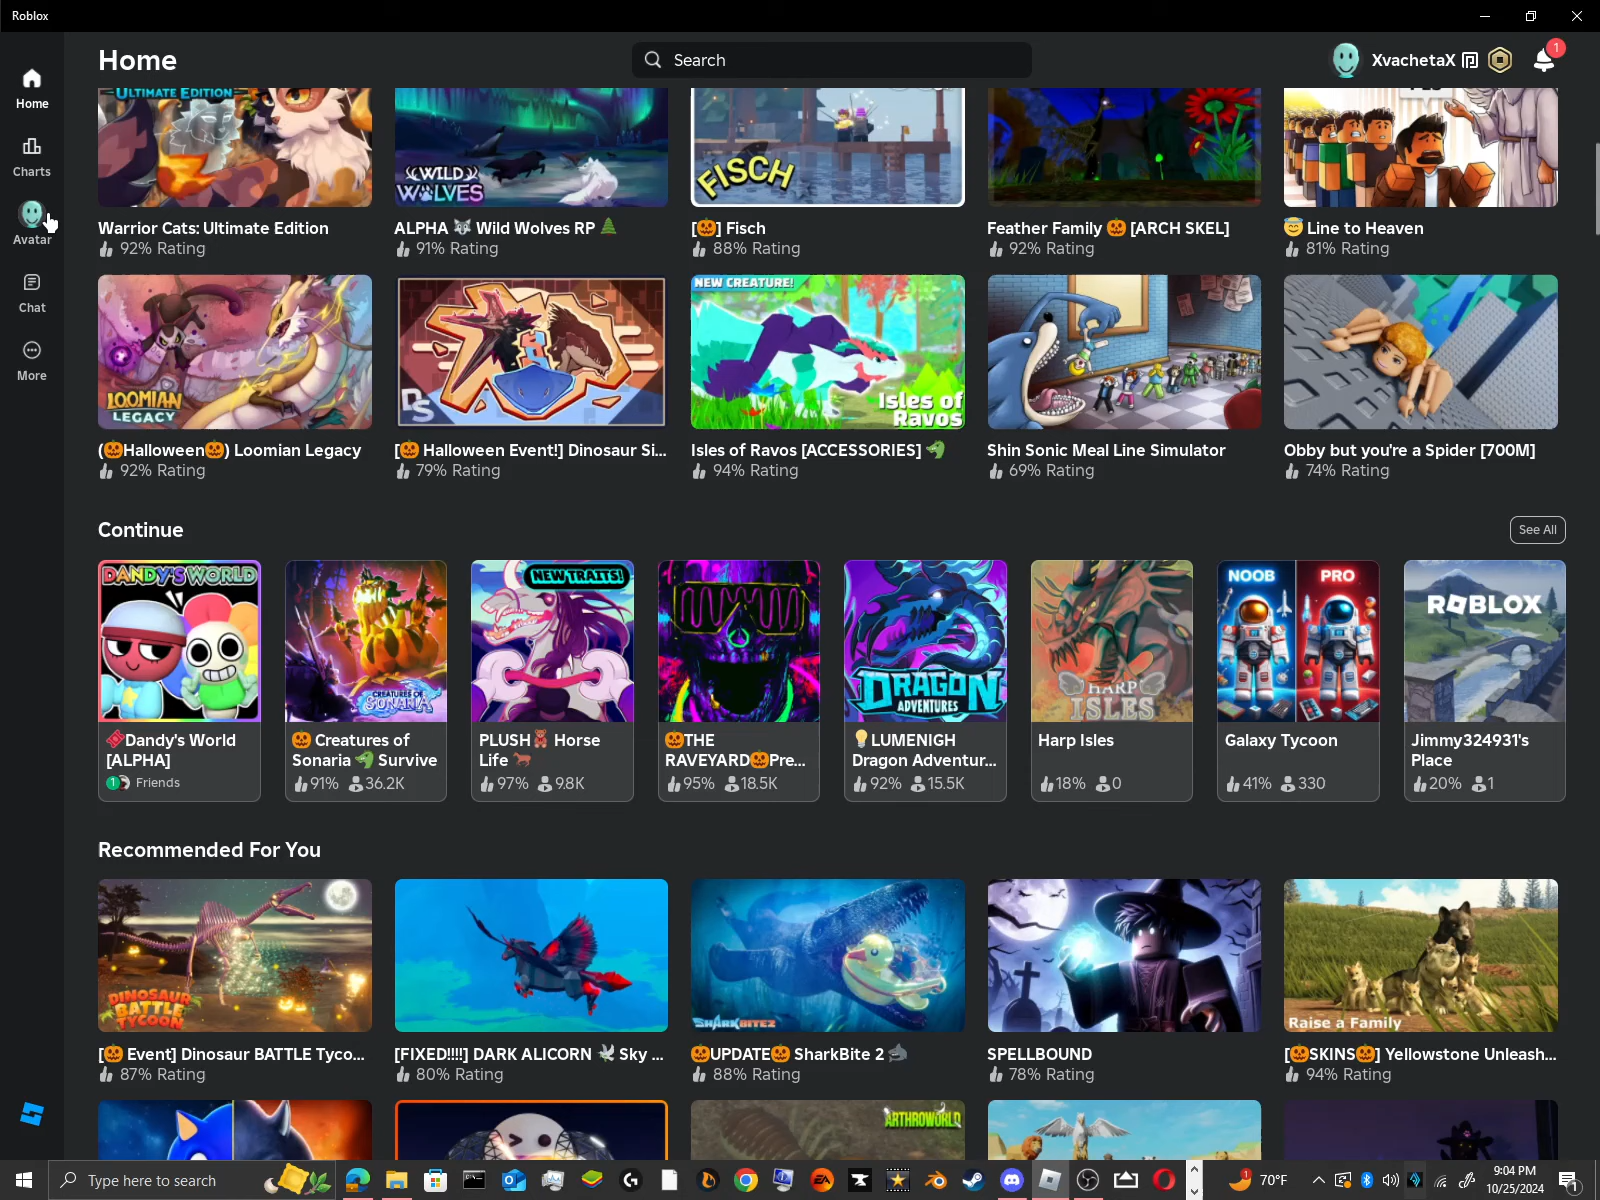 Roblox
Home
Search
XvachetaX
1
Home
Charts
Avatar
Chat
More
ULTIMATE EDITION
WILD
WOLVES
FISCH
Warrior Cats: Ultimate Edition
92% Rating
ALPHA 🐺 Wild Wolves RP 🌲
91% Rating
[🎃] Fisch
88% Rating
Feather Family 🎃 [ARCH SKEL]
92% Rating
😇 Line to Heaven
81% Rating
LOOMIAN
LEGACY
DS
NEW CREATURE!
Isles of
Ravos
(🎃Halloween🎃) Loomian Legacy
92% Rating
[🎃 Halloween Event!] Dinosaur Si...
79% Rating
Isles of Ravos [ACCESSORIES] 🐲
94% Rating
Shin Sonic Meal Line Simulator
69% Rating
Obby but you're a Spider [700M]
74% Rating
Continue
See All
DANDY'S WORLD
CREATURES OF
SONARIA
NEW TRAITS!
DRAGON
ADVENTURES
HARP
ISLES
NOOB
PRO
ROBLOX
Dandy's World
[ALPHA]
1 Friends
🎃 Creatures of
Sonaria 🐲 Survive
91% 36.2K
PLUSH🧸 Horse
Life 🐎
97% 9.8K
🎃THE
RAVEYARD🎃Pre...
95% 18.5K
💡LUMENIGH
Dragon Adventur...
92% 15.5K
Harp Isles
18% 0
Galaxy Tycoon
41% 330
Jimmy324931's
Place
20% 1
Recommended For You
DINOSAUR
BATTLE
TYCOON
SHARKBITE2
Raise a Family
[🎃 Event] Dinosaur BATTLE Tyco...
87% Rating
[FIXED!!!!] DARK ALICORN 🕊 Sky ...
80% Rating
🎃UPDATE🎃 SharkBite 2 🦈
88% Rating
SPELLBOUND
78% Rating
[🎃SKINS🎃] Yellowstone Unleash...
94% Rating
ARTHROWORLD
Type here to search
70°F
9:04 PM
10/25/2024
1